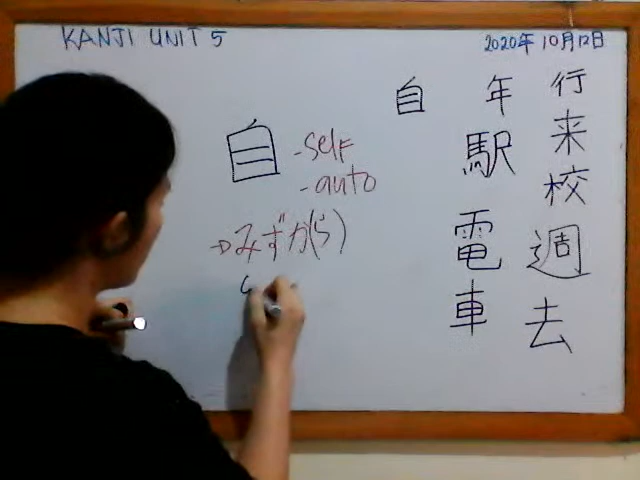 KANJI UNIT 5
2020年10月12日
行来校週去
年駅電車
自
自
-self
-auto
→みずか(ら)